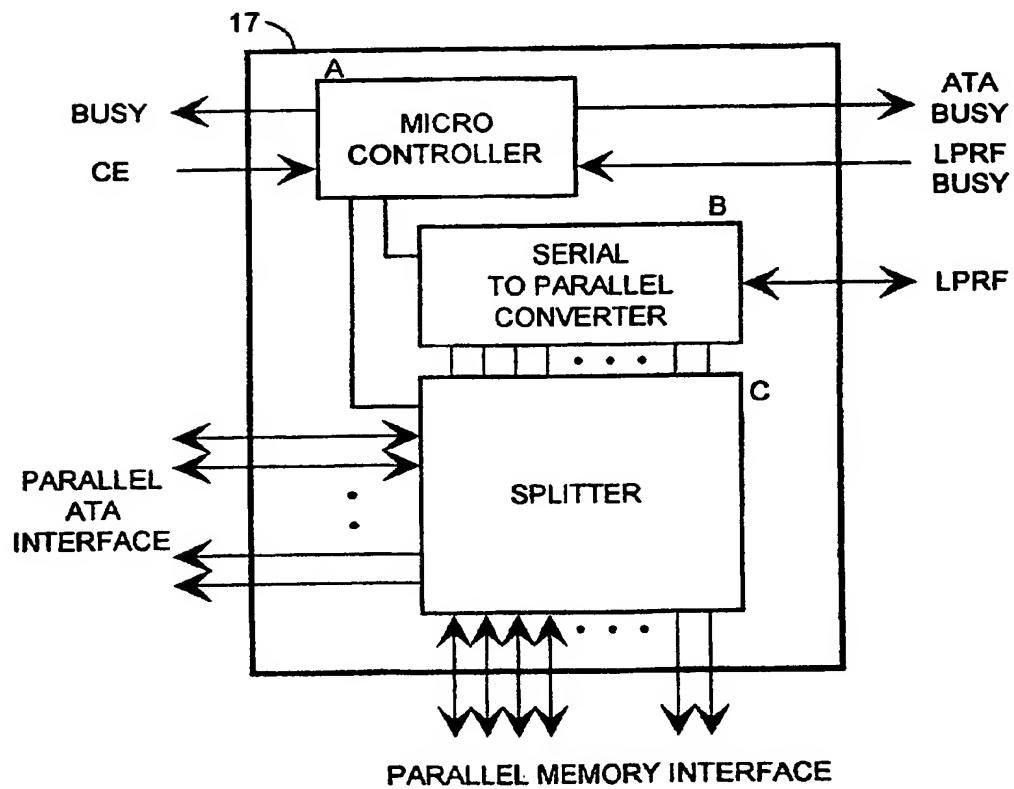 17
A
BUSY
CE
MICRO
CONTROLLER
ATA
BUSY
LPRF
BUSY
B
SERIAL
TO PARALLEL
CONVERTER
LPRF
C
SPLITTER
PARALLEL
ATA
INTERFACE
PARALLEL MEMORY INTERFACE